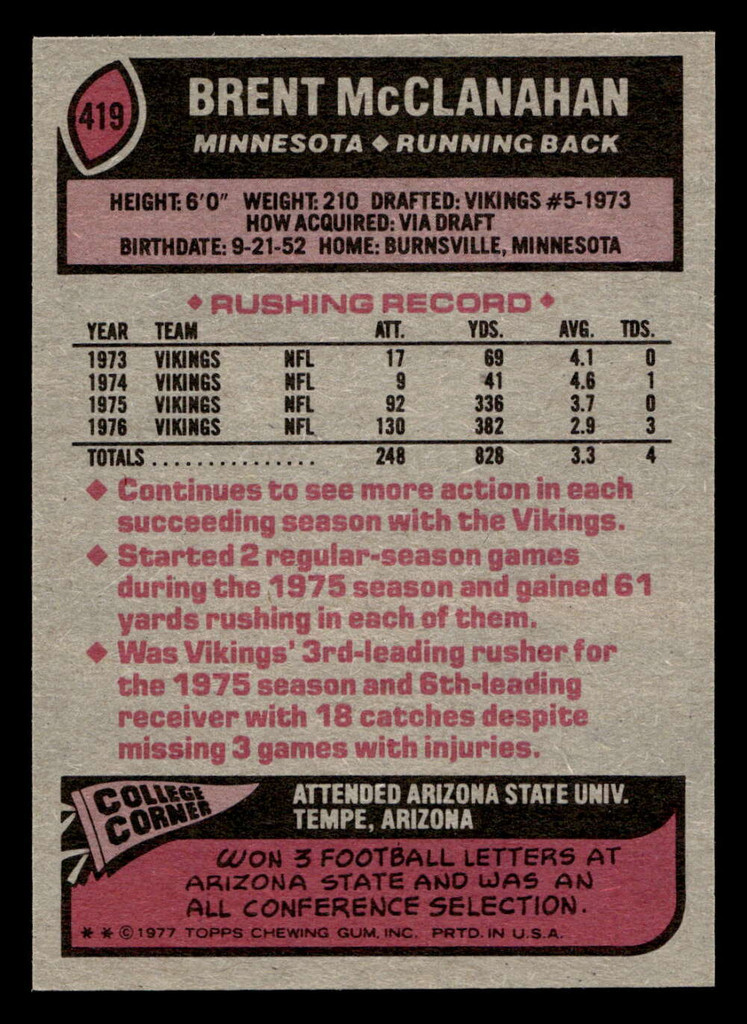 419
BRENT McCLANAHAN
MINNESOTA ◆ RUNNING BACK
HEIGHT: 6'0" WEIGHT: 210 DRAFTED: VIKINGS #5-1973
HOW ACQUIRED: VIA DRAFT
BIRTHDATE: 9-21-52 HOME: BURNSVILLE, MINNESOTA
◆ RUSHING RECORD ◆
YEAR TEAM ATT. YDS. AVG. TDS.
1973 VIKINGS NFL 17 69 4.1 0
1974 VIKINGS NFL 9 41 4.6 1
1975 VIKINGS NFL 92 336 3.7 0
1976 VIKINGS NFL 130 382 2.9 3
TOTALS ................ 248 828 3.3 4
◆ Continues to see more action in each
succeeding season with the Vikings.
◆ Started 2 regular-season games
during the 1975 season and gained 61
yards rushing in each of them.
◆ Was Vikings' 3rd-leading rusher for
the 1975 season and 6th-leading
receiver with 18 catches despite
missing 3 games with injuries.
COLLEGE
CORNER
ATTENDED ARIZONA STATE UNIV.
TEMPE, ARIZONA
WON 3 FOOTBALL LETTERS AT
ARIZONA STATE AND WAS AN
ALL CONFERENCE SELECTION.
* * © 1977 TOPPS CHEWING GUM, INC. PRTD. IN U.S.A.